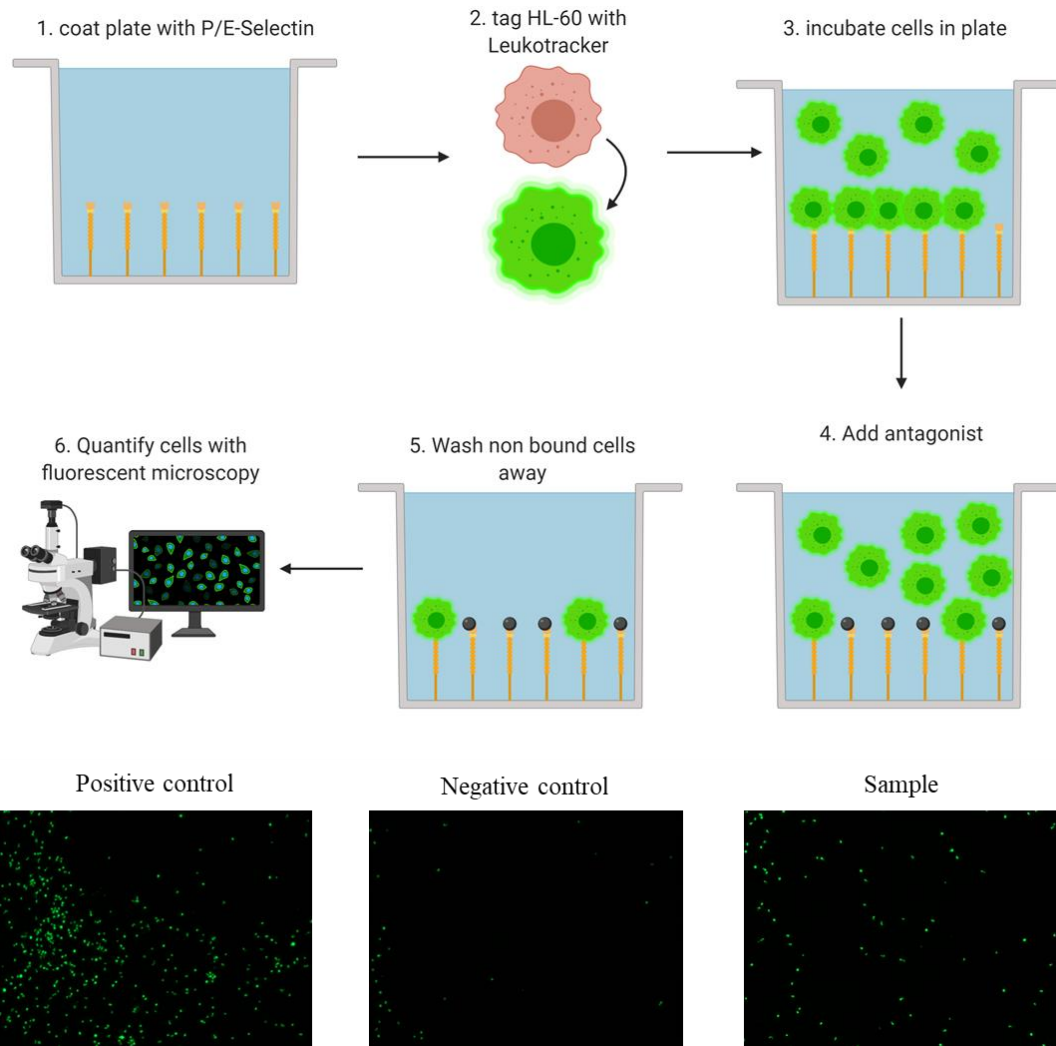 1. coat plate with P/E-Selectin
2. tag HL-60 with
Leukotracker
3. incubate cells in plate
4. Add antagonist
5. Wash non bound cells
away
6. Quantify cells with
fluorescent microscopy
Positive control
Negative control
Sample